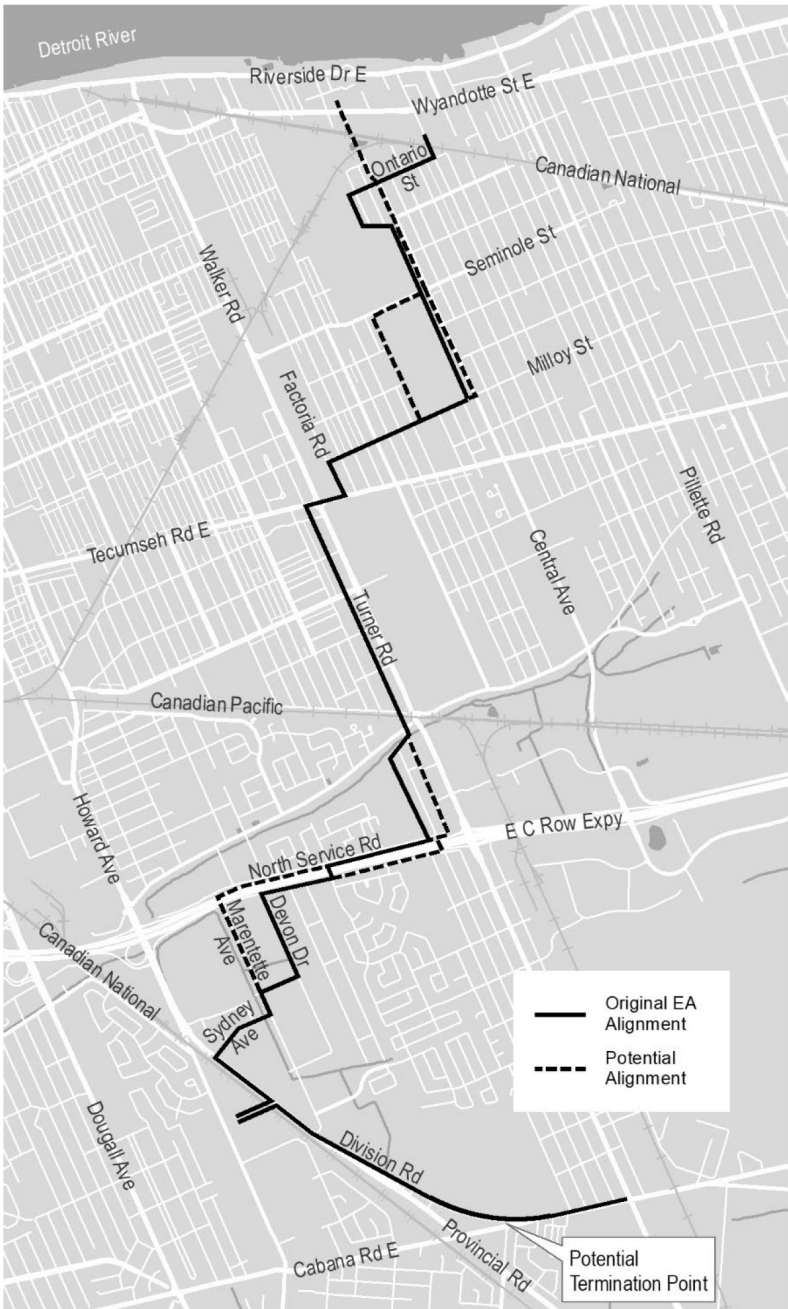 Detroit River
Riverside Dr E
Wyandotte St E
Ontario
St
Canadian National
Seminole St
Walker Rd
Milloy St
Factoria Rd
Pillette Rd
Tecumseh Rd E
Central Ave
Turner Rd
Canadian Pacific
Howard Ave
E C Row Expy
North Service Rd
Marentette
Ave
Devon Dr
Canadian National
Sydney
Ave
Original EA
Alignment
Potential
Alignment
Dougall Ave
Division Rd
Provincial Rd
Cabana Rd E
Potential
Termination Point